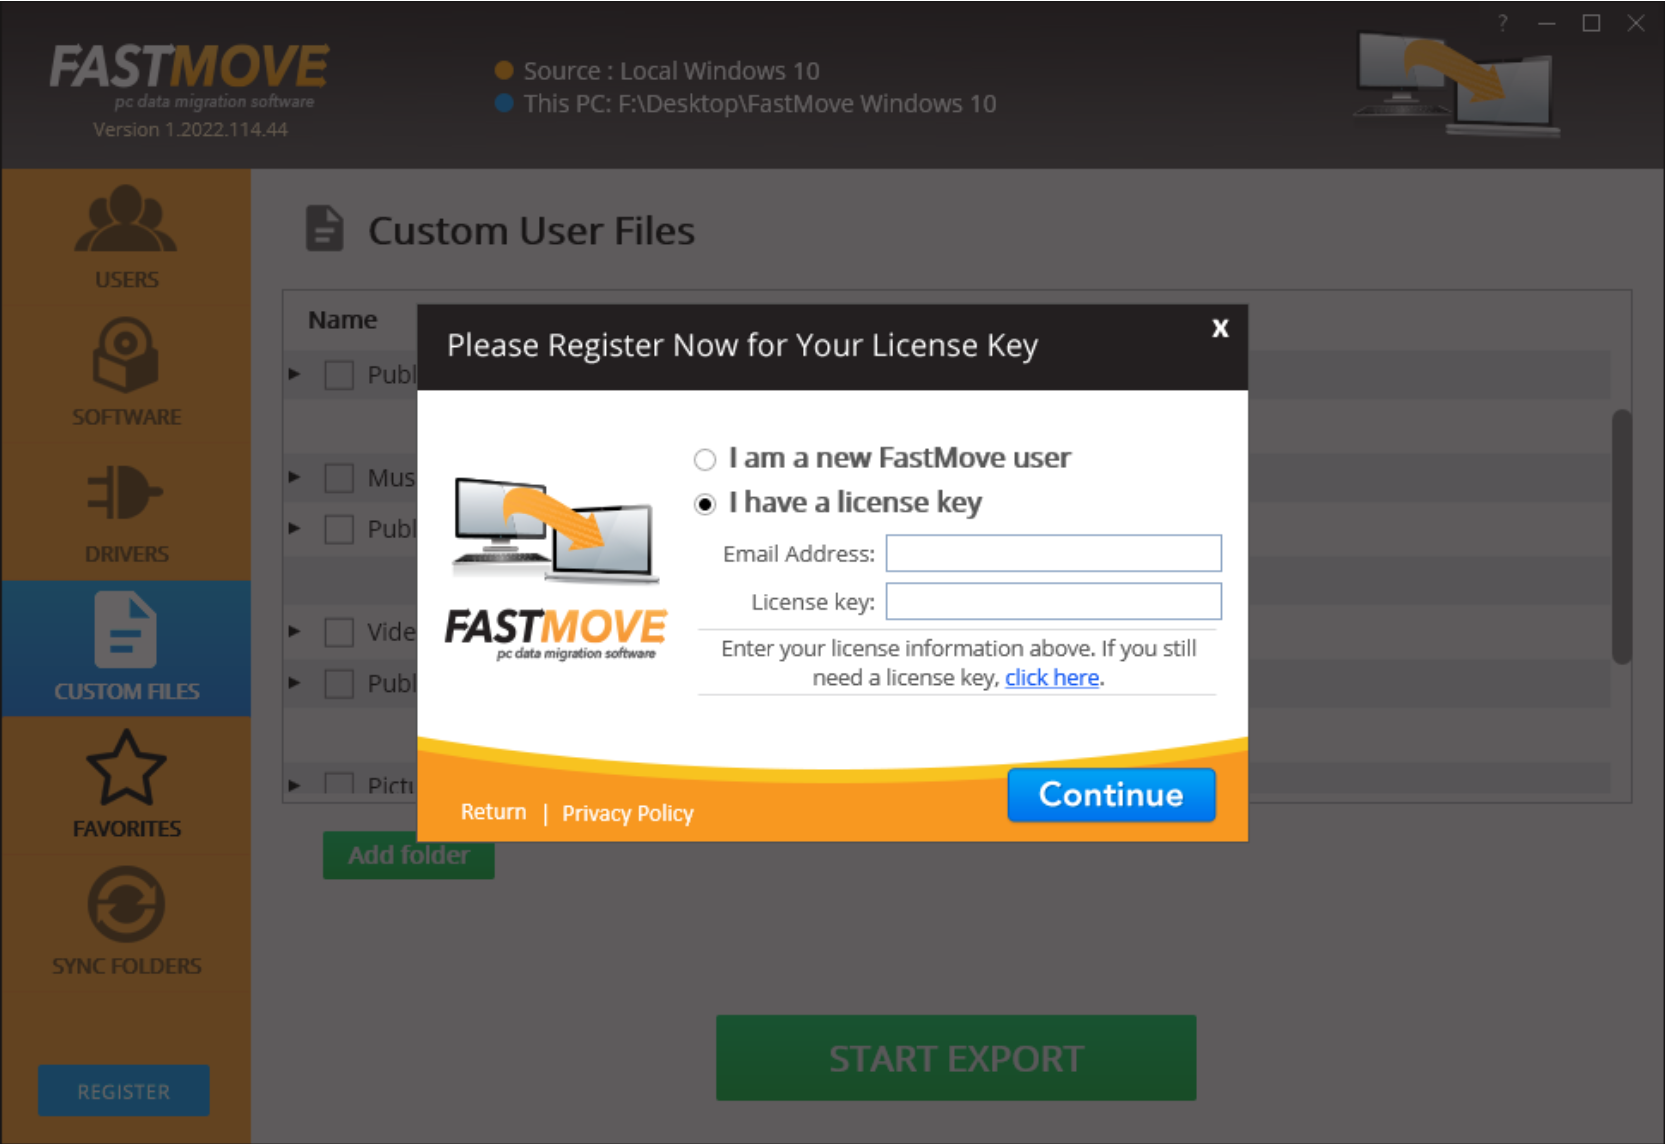 FASTMOVE
pc data migration software
Version 1.2022.114.44
Source : Local Windows 10
This PC: F:\Desktop\FastMove Windows 10
?
USERS
SOFTWARE
DRIVERS
CUSTOM FILES
FAVORITES
SYNC FOLDERS
REGISTER
Custom User Files
Name
Publ
Mus
Publ
Vide
Publ
Pictu
Add folder
START EXPORT
Please Register Now for Your License Key
X
FASTMOVE
pc data migration software
I am a new FastMove user
I have a license key
Email Address:
License key:
Enter your license information above. If you still
need a license key, click here.
Return | Privacy Policy
Continue